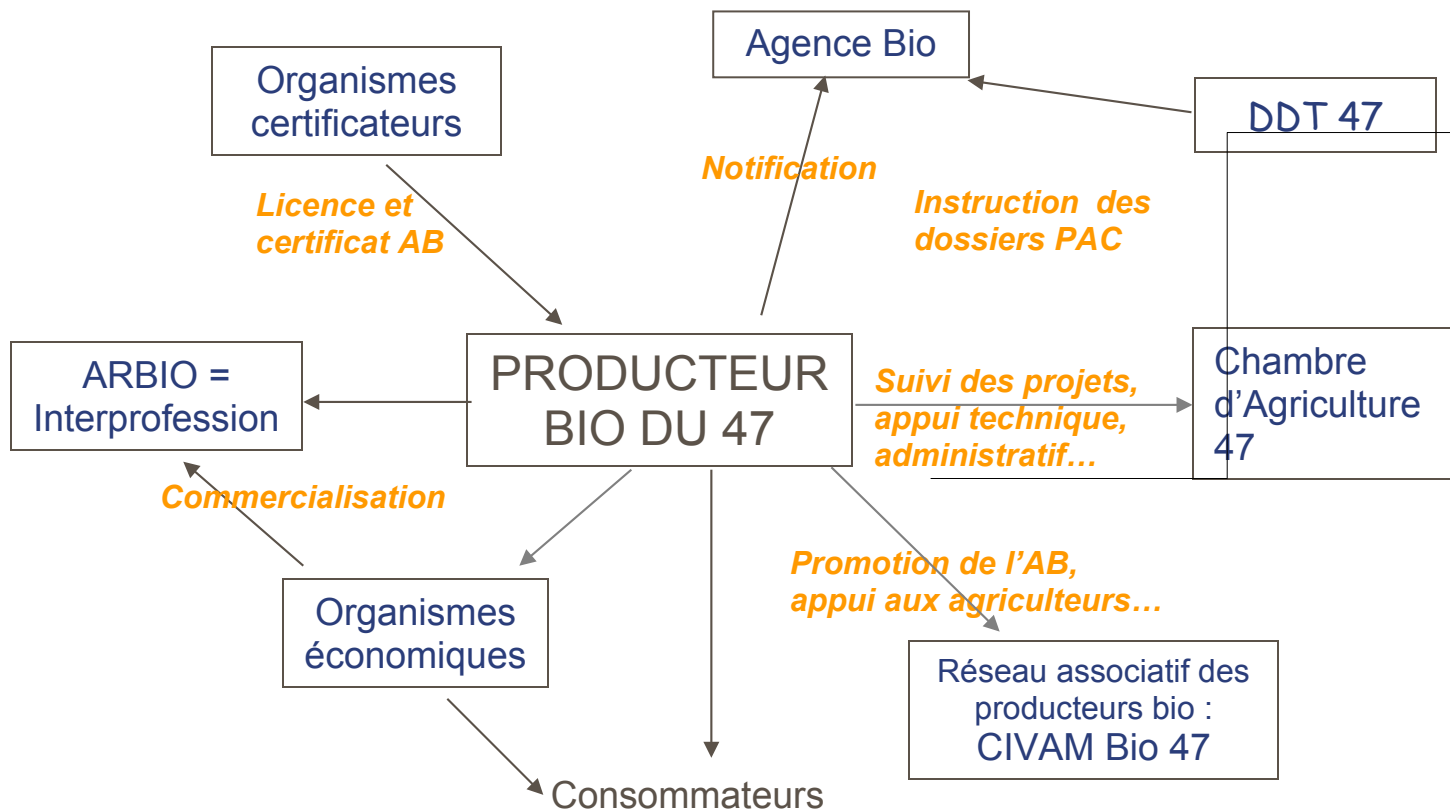 Agence Bio
Organismes
certificateurs
DDT 47
Notification
Licence et
certificat AB
Instruction des
dossiers PAC
ARBIO =
Interprofession
PRODUCTEUR
BIO DU 47
Suivi des projets,
appui technique,
administratif…
Chambre
d’Agriculture
47
Commercialisation
Promotion de l’AB,
appui aux agriculteurs…
Organismes
économiques
Réseau associatif des
producteurs bio :
CIVAM Bio 47
Consommateurs